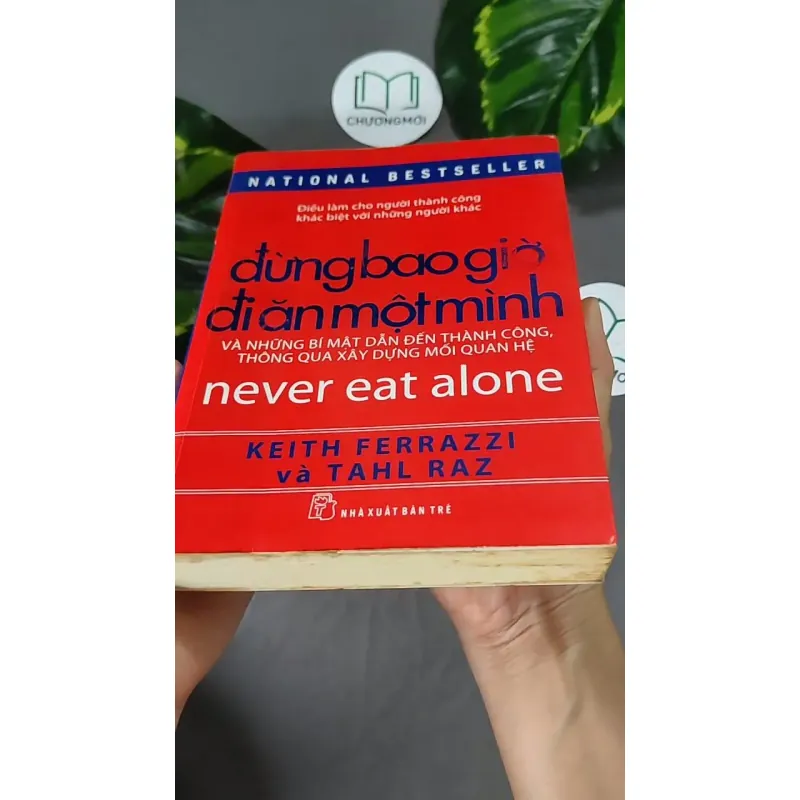 CHƯƠNGMỚI
NATIONAL BESTSELLER
Điều làm cho người thành công
khác biệt với những người khác
đừng bao giờ
đi ăn một mình
VÀ NHỮNG BÍ MẬT DẪN ĐẾN THÀNH CÔNG,
THÔNG QUA XÂY DỰNG MỐI QUAN HỆ
never eat alone
KEITH FERRAZZI
và TAHL RAZ
NHÀ XUẤT BẢN TRẺ